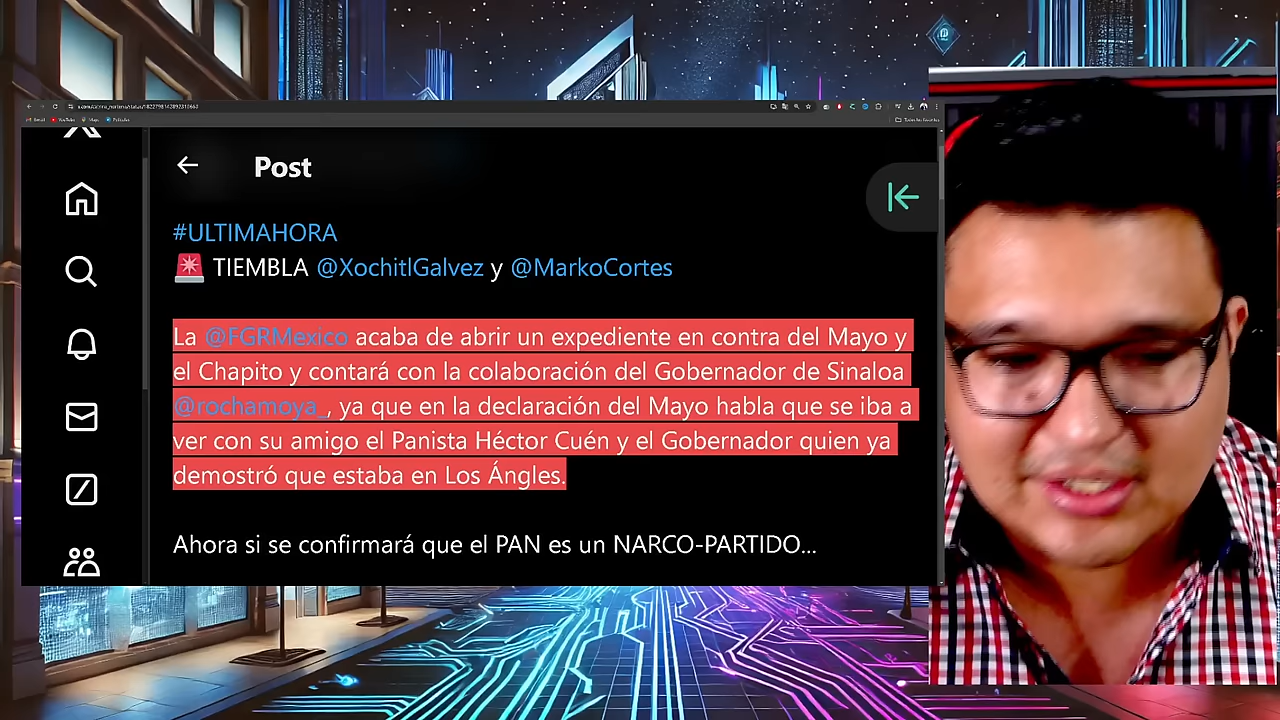 Post
#ULTIMAHORA
🚨 TIEMBLA @XochitlGalvez y @MarkoCortes
La @FGRMexico acaba de abrir un expediente en contra del Mayo y
el Chapito y contará con la colaboración del Gobernador de Sinaloa
@rochamoya_, ya que en la declaración del Mayo habla que se iba a
ver con su amigo el Panista Héctor Cuén y el Gobernador quien ya
demostró que estaba en Los Ángles.
Ahora si se confirmará que el PAN es un NARCO-PARTIDO...